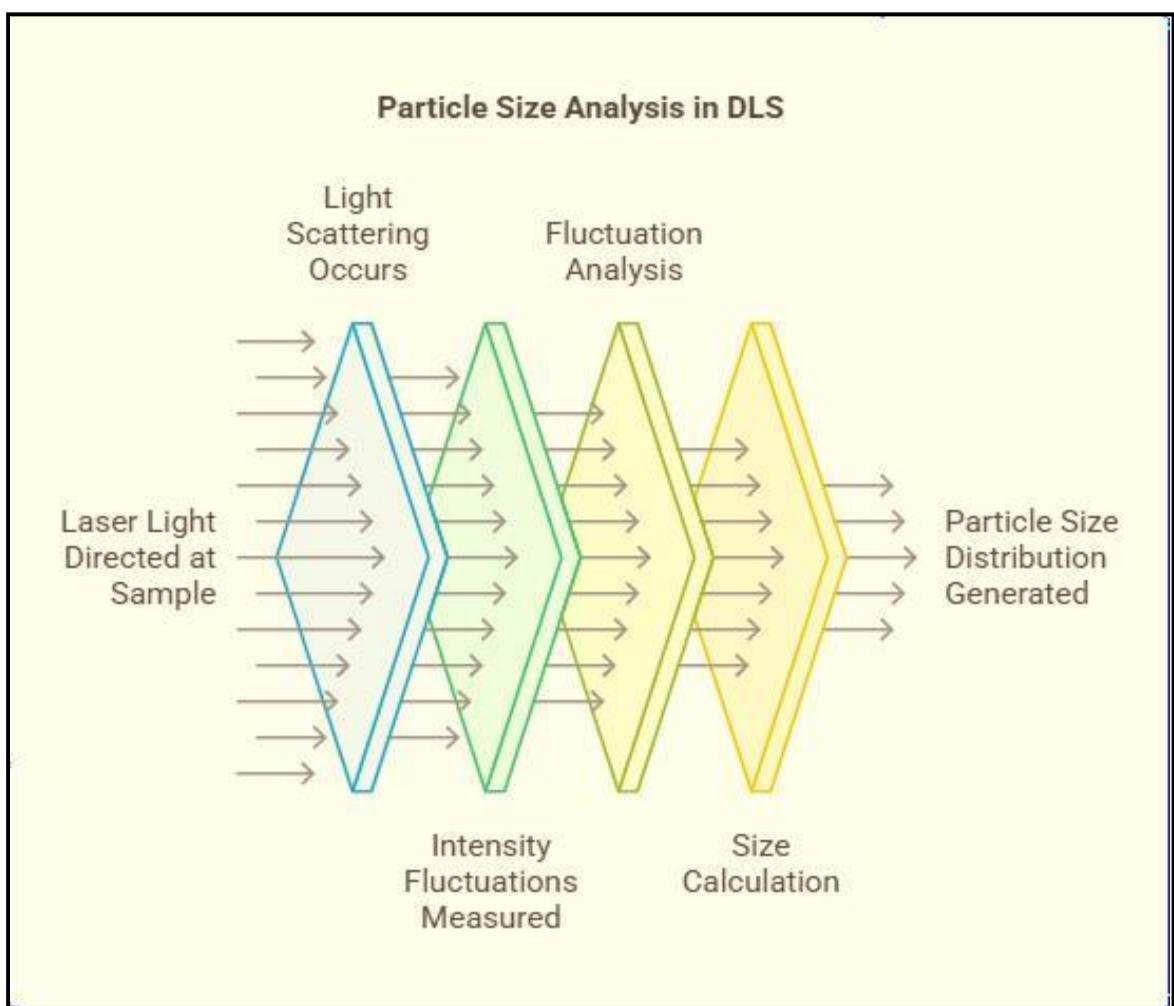 Particle Size Analysis in DLS
Light
Scattering
Occurs
Fluctuation
Analysis
Laser Light
Directed at
Sample
Particle Size
Distribution
Generated
Intensity
Fluctuations
Measured
Size
Calculation